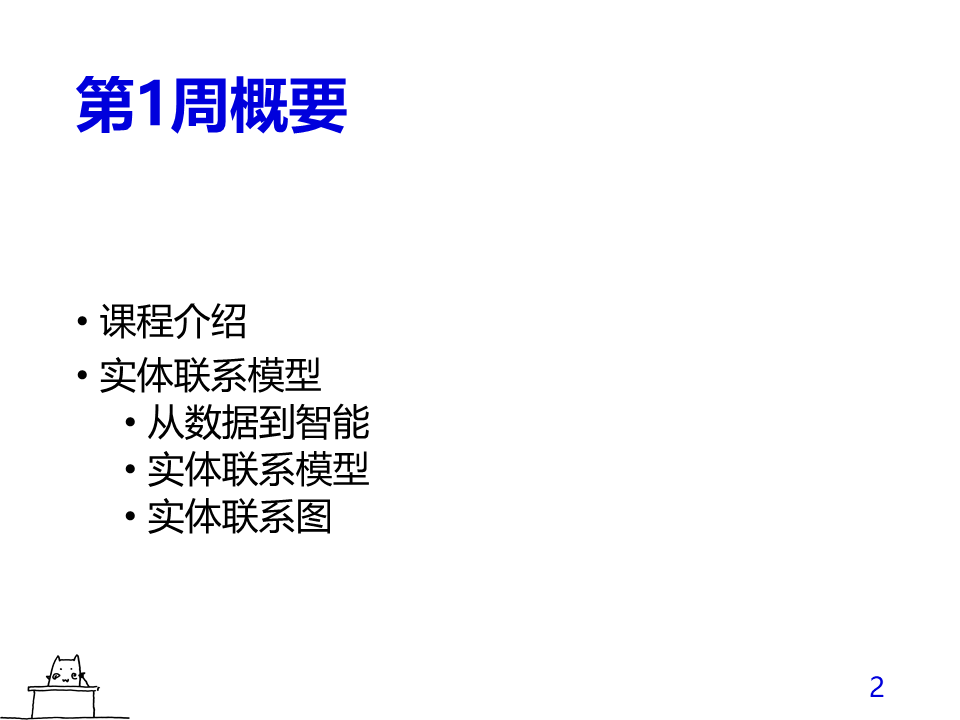 第1周概要
• 课程介绍
• 实体联系模型
• 从数据到智能
• 实体联系模型
• 实体联系图
2